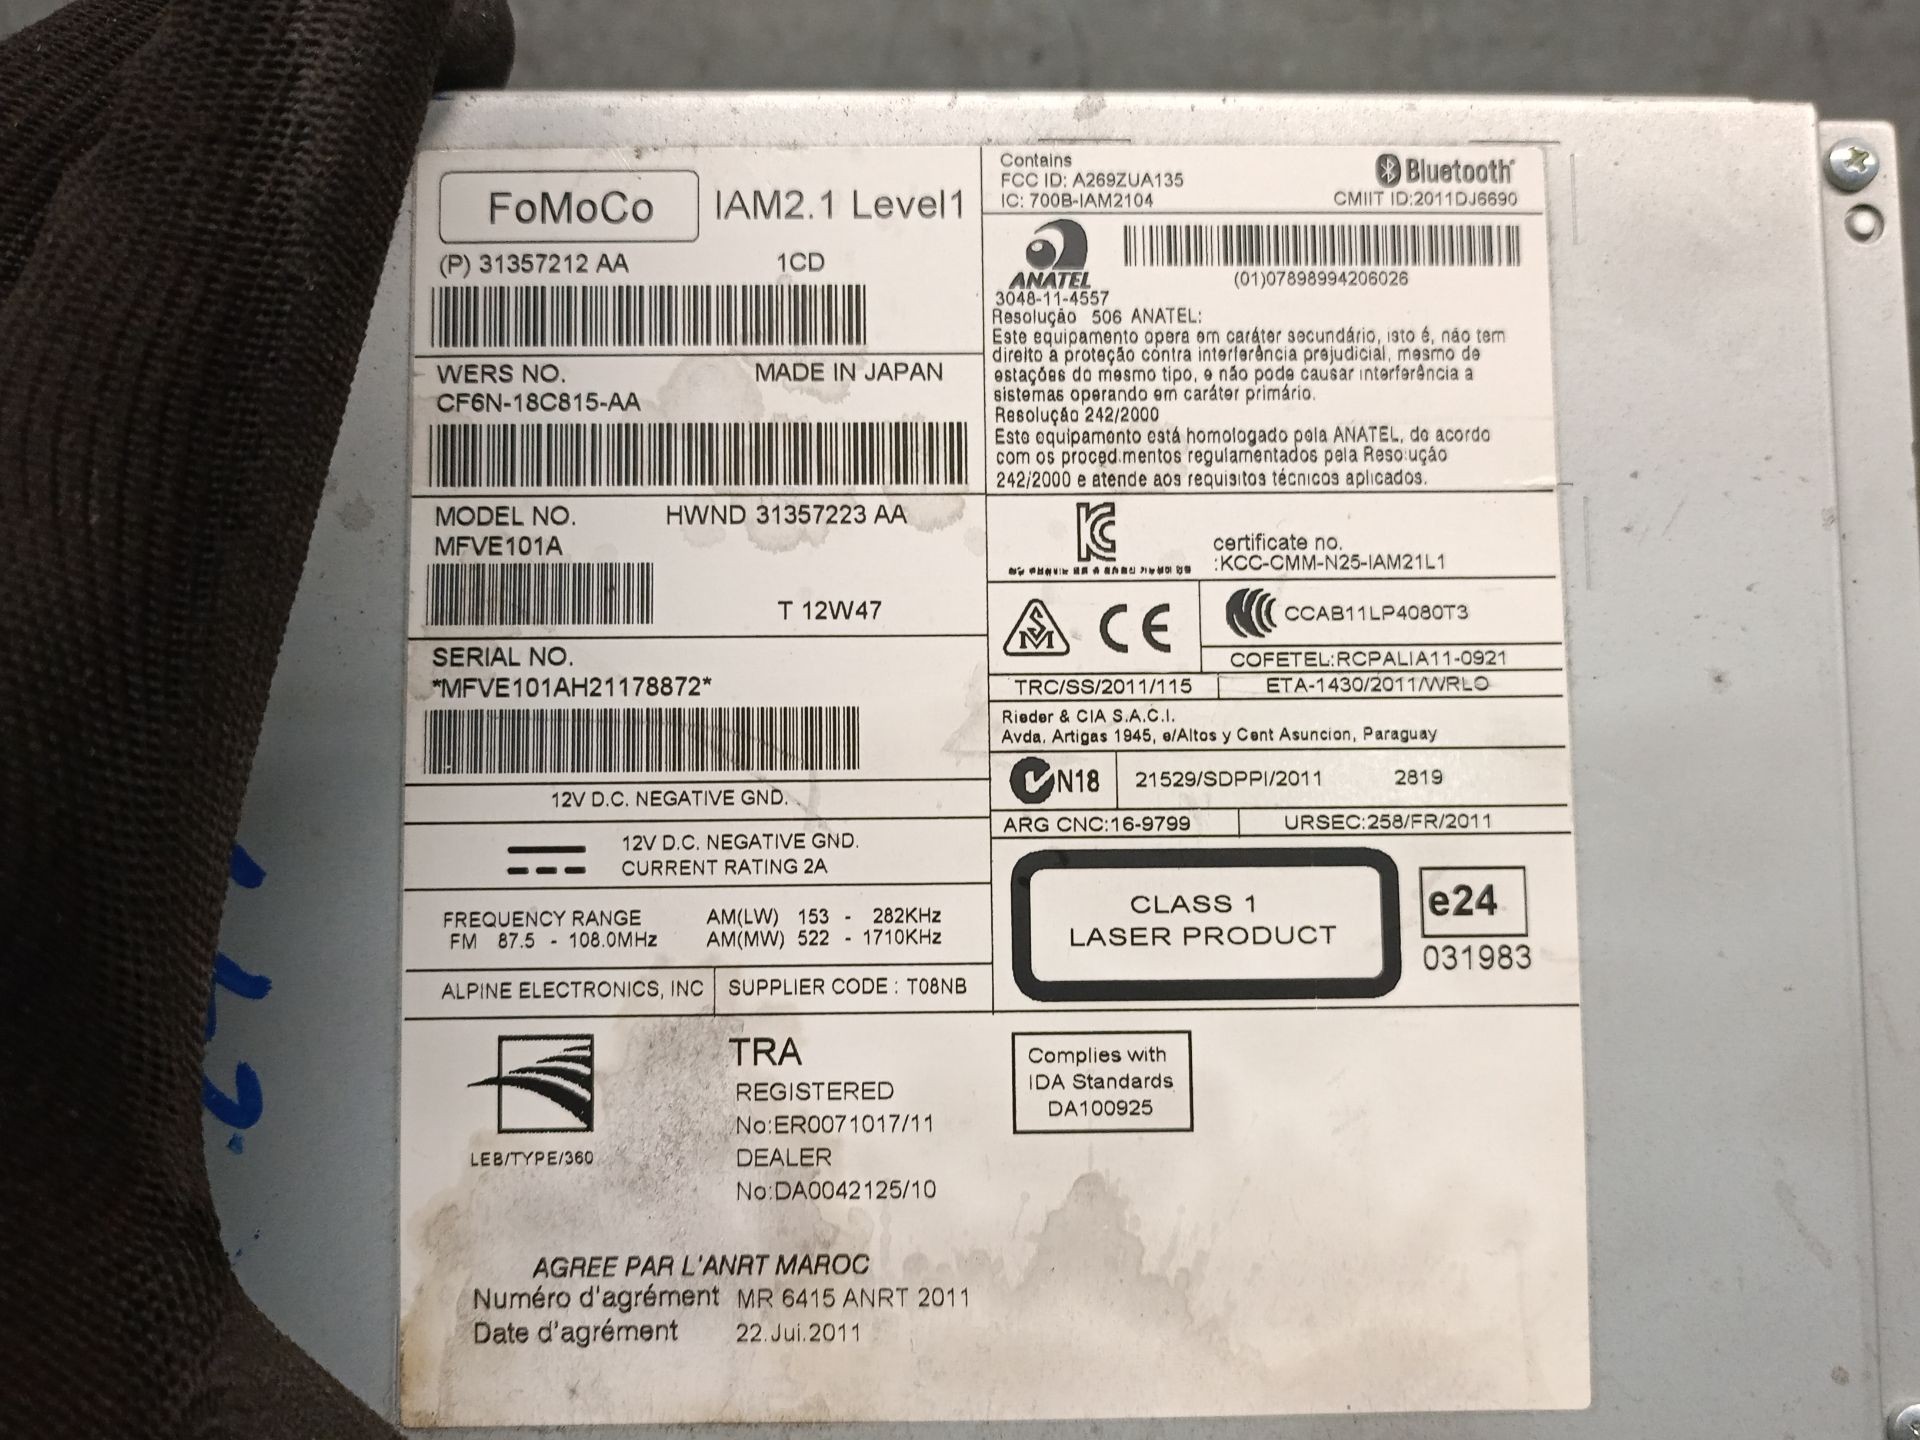 FoMoCo IAM2.1 Level1
(P) 31357212 AA 1CD
WERS NO. MADE IN JAPAN
CF6N-18C815-AA
MODEL NO. HWND 31357223 AA
MFVE101A
T 12W47
SERIAL NO.
*MFVE101AH21178872*
12V D.C. NEGATIVE GND.
12V D.C. NEGATIVE GND.
CURRENT RATING 2A
FREQUENCY RANGE AM(LW) 153 - 282KHz
FM 87.5 - 108.0MHz AM(MW) 522 - 1710KHz
ALPINE ELECTRONICS, INC SUPPLIER CODE : T08NB
Contains
FCC ID: A269ZUA135
IC: 700B-IAM2104
Bluetooth
CMIIT ID:2011DJ6690
ANATEL
(01)07898994206026
3048-11-4557
Resolução 506 ANATEL:
Este equipamento opera em caráter secundário, isto é, não tem
direito a proteção contra interferência prejudicial, mesmo de
estações do mesmo tipo, e não pode causar interferência a
sistemas operando em caráter primário.
Resolução 242/2000
Este equipamento está homologado pela ANATEL, de acordo
com os procedimentos regulamentados pela Resolução
242/2000 e atende aos requisitos técnicos aplicados.
certificate no.
:KCC-CMM-N25-IAM21L1
CE
CCAB11LP4080T3
COFETEL:RCPALIA11-0921
TRC/SS/2011/115 ETA-1430/2011/WRLO
Rieder & CIA S.A.C.I.
Avda. Artigas 1945, e/Altos y Cent Asuncion, Paraguay
N18 21529/SDPPI/2011 2819
ARG CNC:16-9799 URSEC:258/FR/2011
CLASS 1
LASER PRODUCT
e24
031983
LEB/TYPE/360
TRA
REGISTERED
No:ER0071017/11
DEALER
No:DA0042125/10
Complies with
IDA Standards
DA100925
AGREE PAR L'ANRT MAROC
Numéro d'agrément MR 6415 ANRT 2011
Date d'agrément 22.Jui.2011